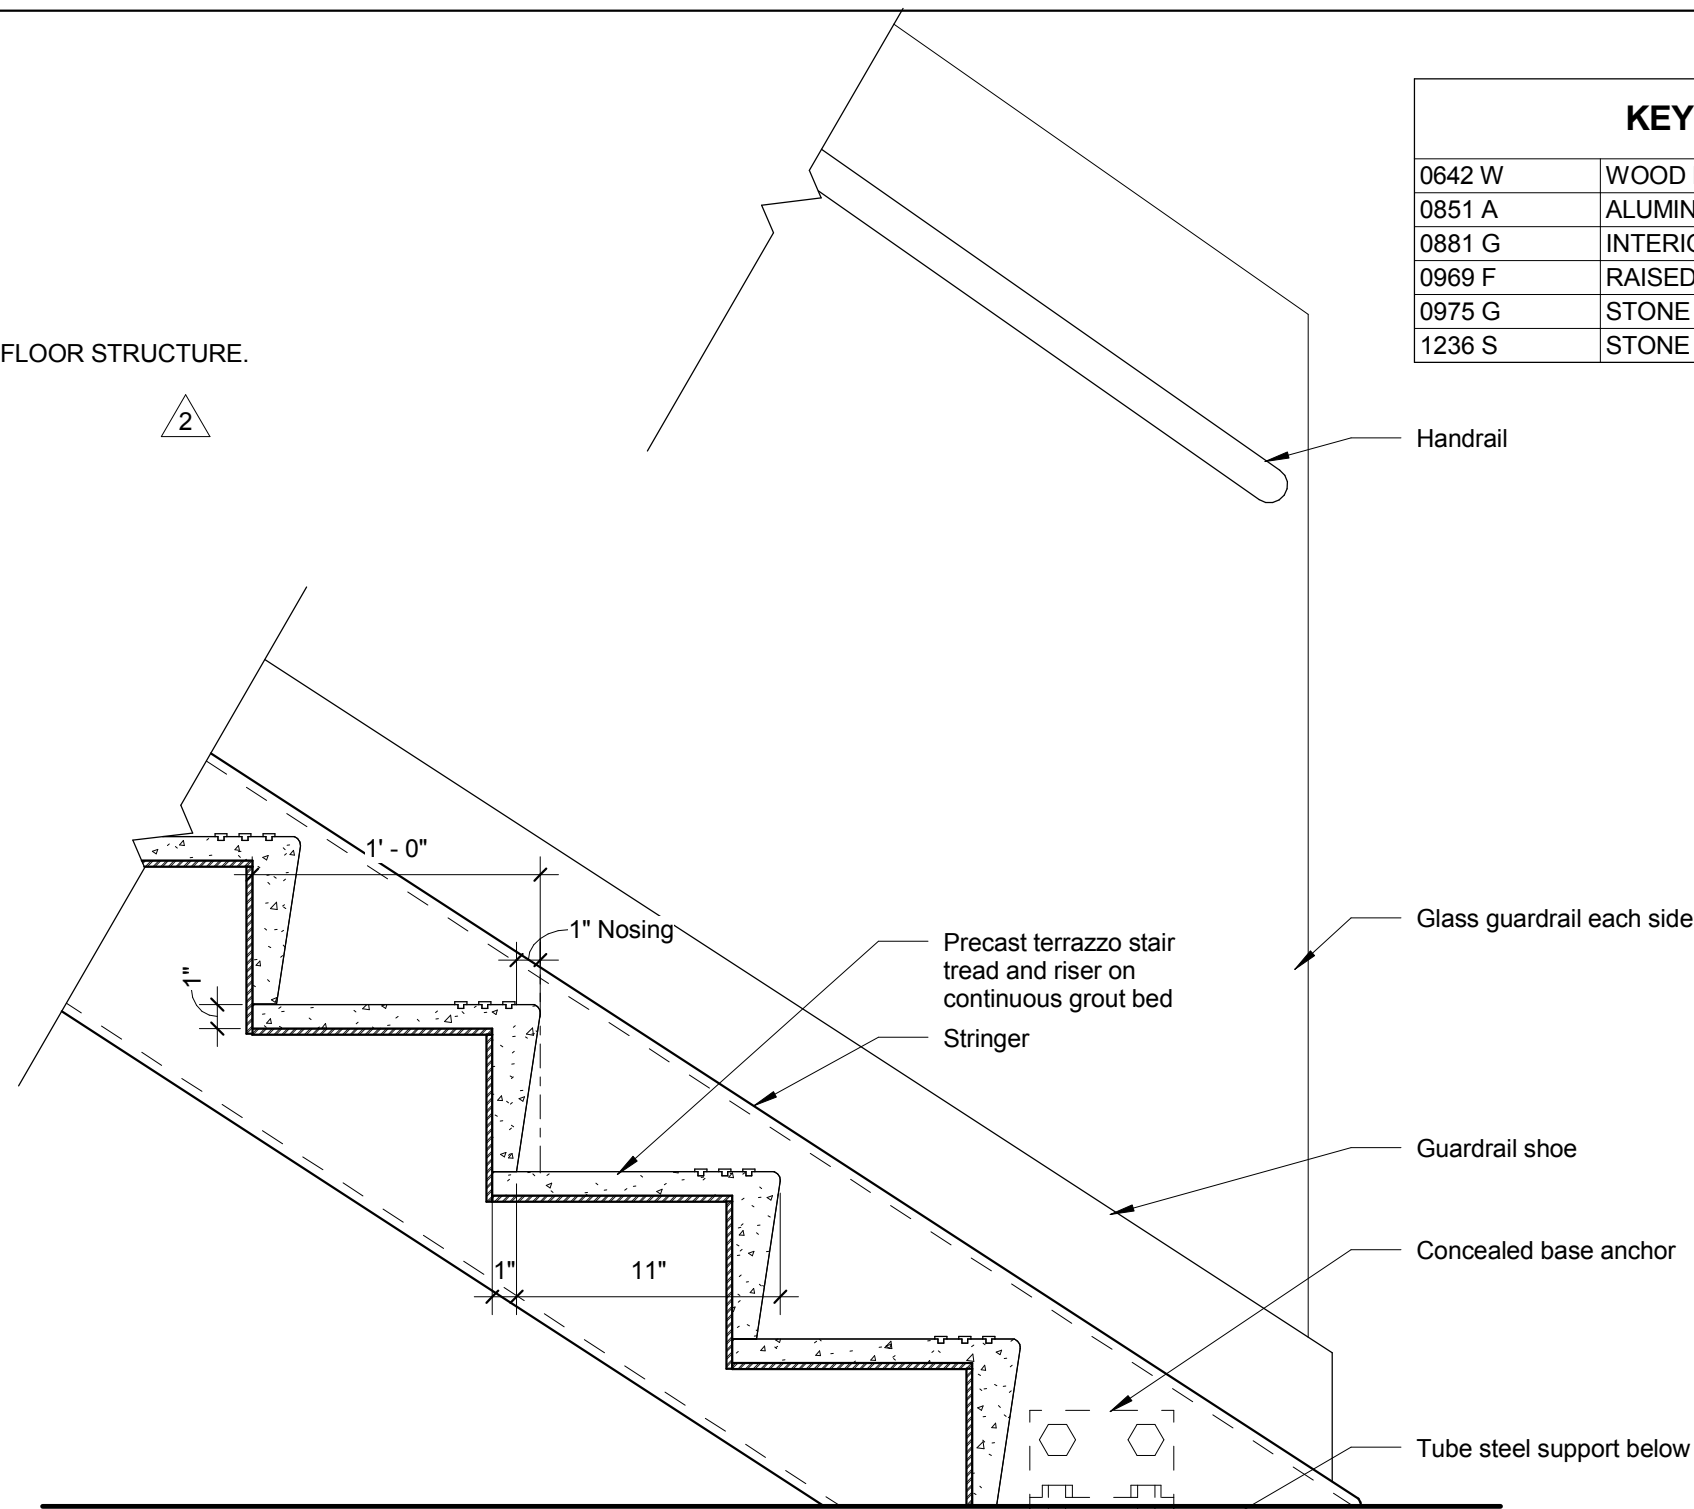 KEY
0642 W WOOD
0851 A ALUMIN
0881 G INTERIO
0969 F RAISED
0975 G STONE
1236 S STONE
FLOOR STRUCTURE.
2
Handrail
1' - 0"
1" Nosing
Glass guardrail each side
Precast terrazzo stair
tread and riser on
continuous grout bed
1"
Stringer
Guardrail shoe
1"
11"
Concealed base anchor
Tube steel support below